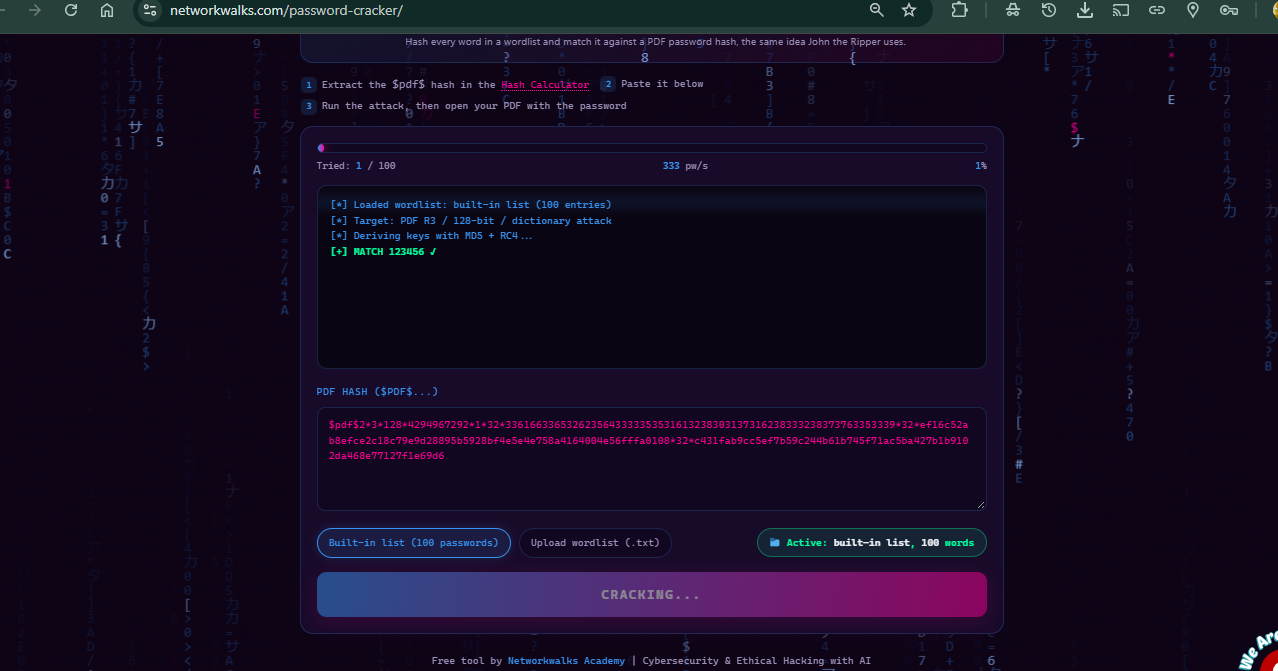 networkwalks.com/password-cracker/
Hash every word in a wordlist and match it against a PDF password hash, the same idea John the Ripper uses.
1 Extract the $pdf$ hash in the Hash Calculator 2 Paste it below
3 Run the attack, then open your PDF with the password
Tried: 1 / 100 333 pw/s 1%
[*] Loaded wordlist: built-in list (100 entries)
[*] Target: PDF R3 / 128-bit / dictionary attack
[*] Deriving keys with MD5 + RC4...
[+] MATCH 123456 ✓
PDF HASH ($PDF$...)
$pdf$2*3*128*4294967292*1*32*3361663365326235643333353531613238303137316238333238373763353339*32*ef16c52a
b8efce2c18c79e9d28895b5928bf4e5e4e758a4164004e56fffa0108*32*c431fab9cc5ef7b59c244b61b745f71ac5ba427b1b910
2da468e77127f1e69d6
Built-in list (100 passwords) Upload wordlist (.txt) Active: built-in list, 100 words
CRACKING...
Free tool by Networkwalks Academy | Cybersecurity & Ethical Hacking with AI
We Are